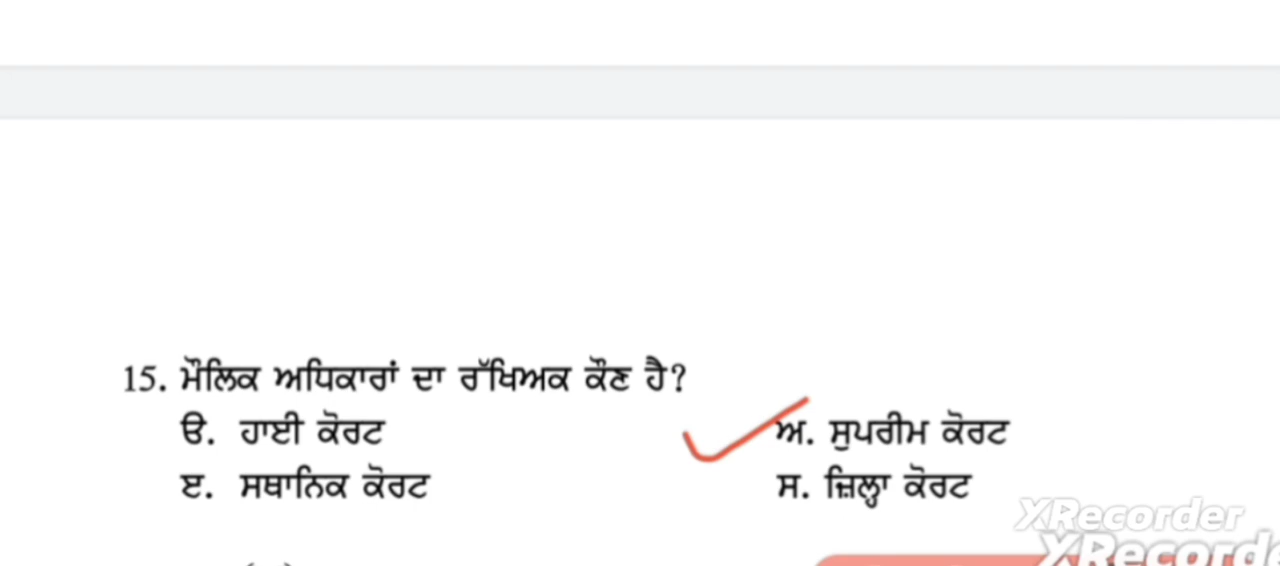 15. ਮੌਲਿਕ ਅਧਿਕਾਰਾਂ ਦਾ ਰੱਖਿਅਕ ਕੌਣ ਹੈ?
ੳ. ਹਾਈ ਕੋਰਟ ਅ. ਸੁਪਰੀਮ ਕੋਰਟ
ੲ. ਸਥਾਨਿਕ ਕੋਰਟ ਸ. ਜ਼ਿਲ੍ਹਾ ਕੋਰਟ
XRecorder
XRecorde